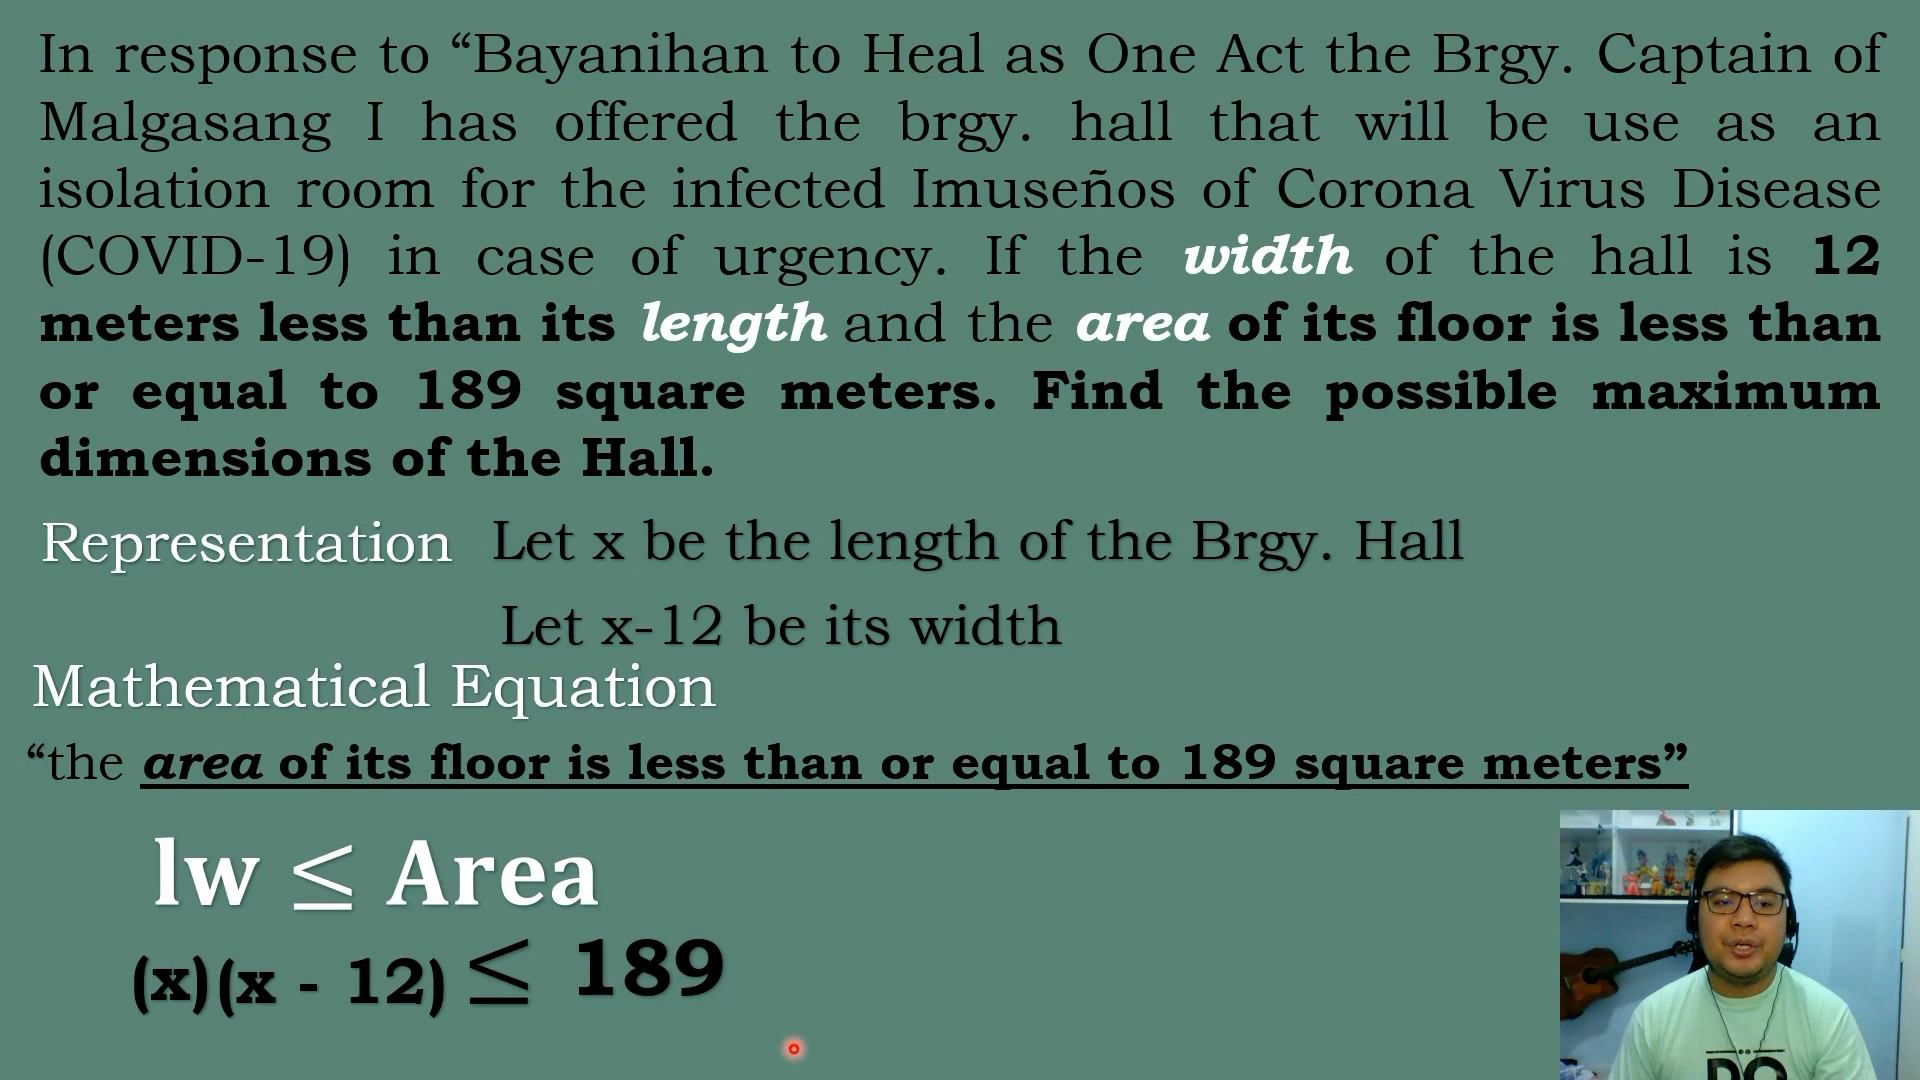 In response to “Bayanihan to Heal as One Act the Brgy. Captain of
Malgasang I has offered the brgy. hall that will be use as an
isolation room for the infected Imuseños of Corona Virus Disease
(COVID-19) in case of urgency. If the width of the hall is 12
meters less than its length and the area of its floor is less than
or equal to 189 square meters. Find the possible maximum
dimensions of the Hall.
Representation Let x be the length of the Brgy. Hall
Let x-12 be its width
Mathematical Equation
“the area of its floor is less than or equal to 189 square meters”
lw ≤ Area
(x)(x - 12) ≤ 189